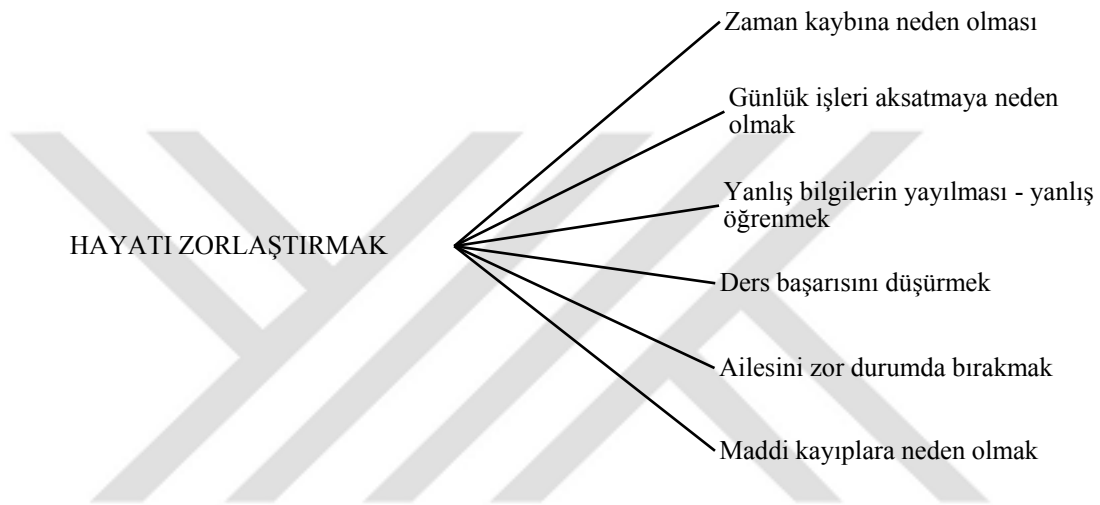 Zaman kaybına neden olması
Günlük işleri aksatmaya neden
olmak
Yanlış bilgilerin yayılması - yanlış
öğrenmek
HAYATI ZORLAŞTIRMAK
Ders başarısını düşürmek
Ailesini zor durumda bırakmak
Maddi kayıplara neden olmak